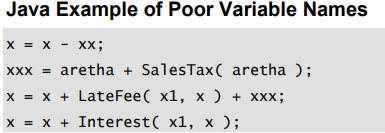 Java Example of Poor Variable Names
x = x - xx;
xxx = aretha + SalesTax( aretha );
x = x + LateFee( x1, x ) + xxx;
x = x + Interest( x1, x );